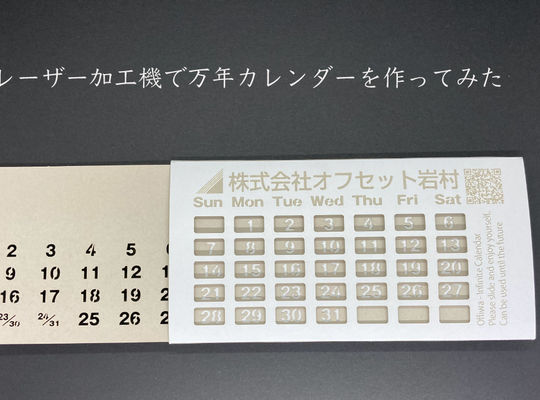 レーザー加工機で万年カレンダーを作ってみた
株式会社オフセット岩村
Sun Mon Tue Wed Thu Fri Sat
1 2 3 4 5 6
7 8 9 10 11 12 13
14 15 16 17 18 19 20
21 22 23 24 25 26 27
28 29 30 31
2 3 4 5
9 10 11 12
16 17 18 19
23/30 24/31 25 26
Offiwa - Infinite Calendar
Please slide and enjoy yourself,
Can be used until the future